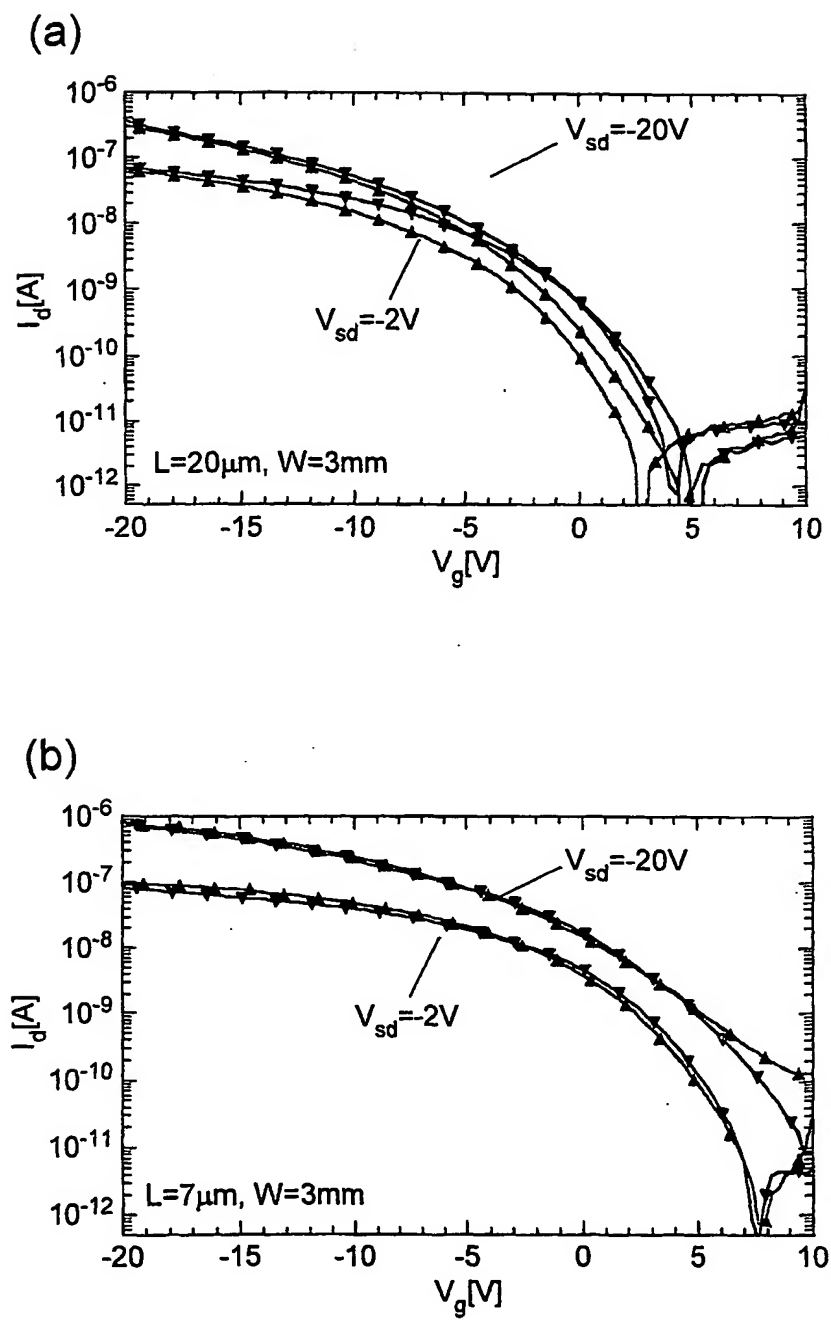 (a)
10⁻⁶
10⁻⁷
10⁻⁸
10⁻⁹
10⁻¹⁰
10⁻¹¹
10⁻¹²
I_d[A]
V_sd=-20V
V_sd=-2V
L=20μm, W=3mm
-20 -15 -10 -5 0 5 10
V_g[V]
(b)
10⁻⁶
10⁻⁷
10⁻⁸
10⁻⁹
10⁻¹⁰
10⁻¹¹
10⁻¹²
I_d[A]
V_sd=-20V
V_sd=-2V
L=7μm, W=3mm
-20 -15 -10 -5 0 5 10
V_g[V]